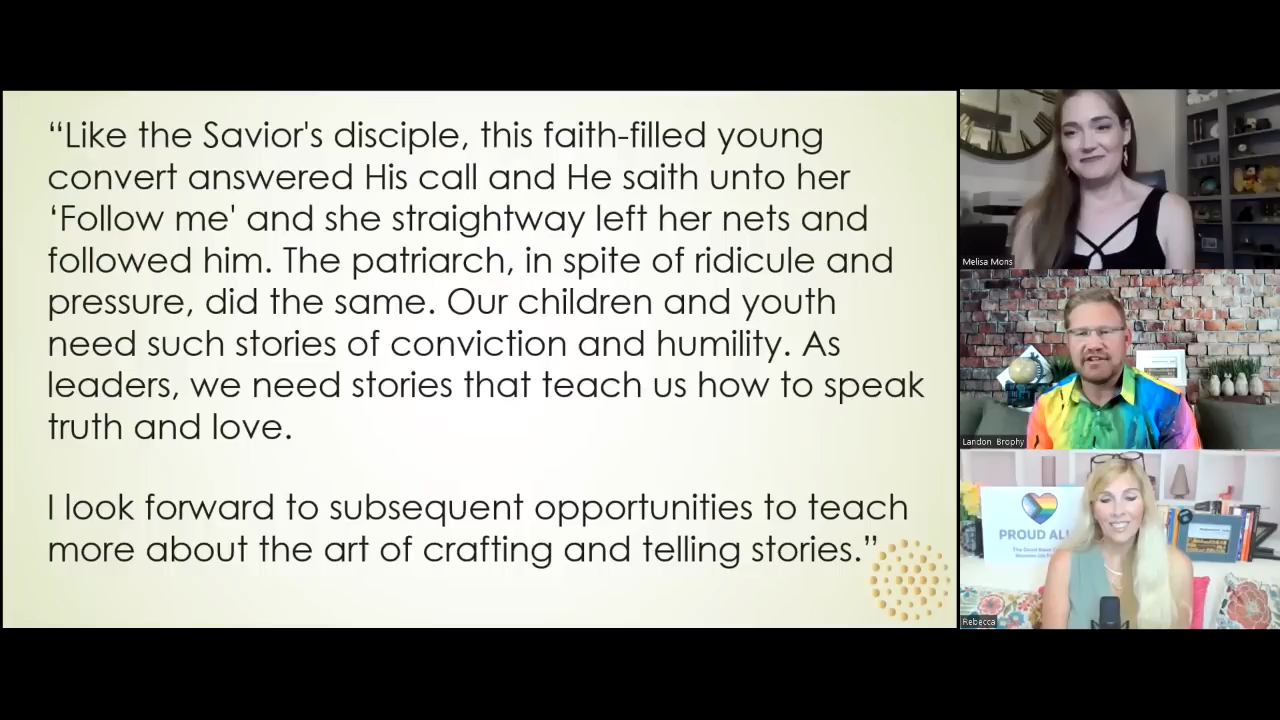 “Like the Savior's disciple, this faith-filled young
convert answered His call and He saith unto her
‘Follow me' and she straightway left her nets and
followed him. The patriarch, in spite of ridicule and
pressure, did the same. Our children and youth
need such stories of conviction and humility. As
leaders, we need stories that teach us how to speak
truth and love.
I look forward to subsequent opportunities to teach
more about the art of crafting and telling stories.”
Melisa Mons
Landon Brophy
PROUD AL
Rebecca